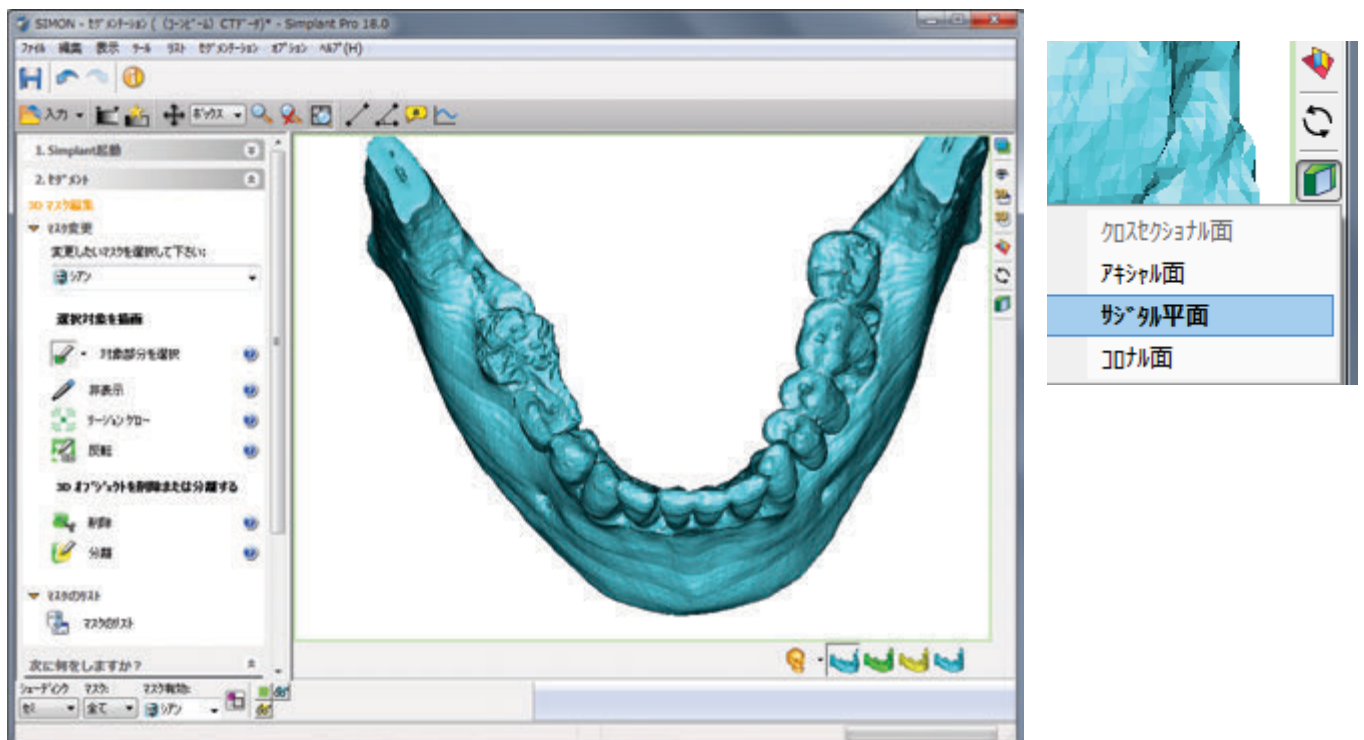 SIMON - ｾｸﾞﾒﾝﾃｰｼｮﾝ ( (ｺｰﾝﾋﾞｰﾑ) CTﾃﾞｰﾀ)* - Simplant Pro 18.0
ﾌｧｲﾙ 編集 表示 ﾂｰﾙ ﾘｽﾄ ｾｸﾞﾒﾝﾃｰｼｮﾝ ｵﾌﾟｼｮﾝ ﾍﾙﾌﾟ(H)
入力 ﾎﾞｯｸｽ
1. Simplant起動
2. ｾｸﾞﾒﾝﾄ
3D ﾏｽｸ編集
ﾏｽｸ変更
変更したいﾏｽｸを選択して下さい:
ｼｱﾝ
選択対象を描画
対象部分を選択
非表示
ﾘｰｼﾞｮﾝ ｸﾞﾛｰ
反転
3D ｵﾌﾞｼﾞｪｸﾄを削除または分離する
削除
分離
ﾏｽｸのﾘｽﾄ
ﾏｽｸのﾘｽﾄ
次に何をしますか?
ｼｪｰﾃﾞｨﾝｸﾞ ﾏｽｸ: ﾏｽｸ有効:
全て ｼｱﾝ
ｸﾛｽｾｸｼｮﾅﾙ面
ｱｷｼｬﾙ面
ｻｼﾞﾀﾙ平面
ｺﾛﾅﾙ面